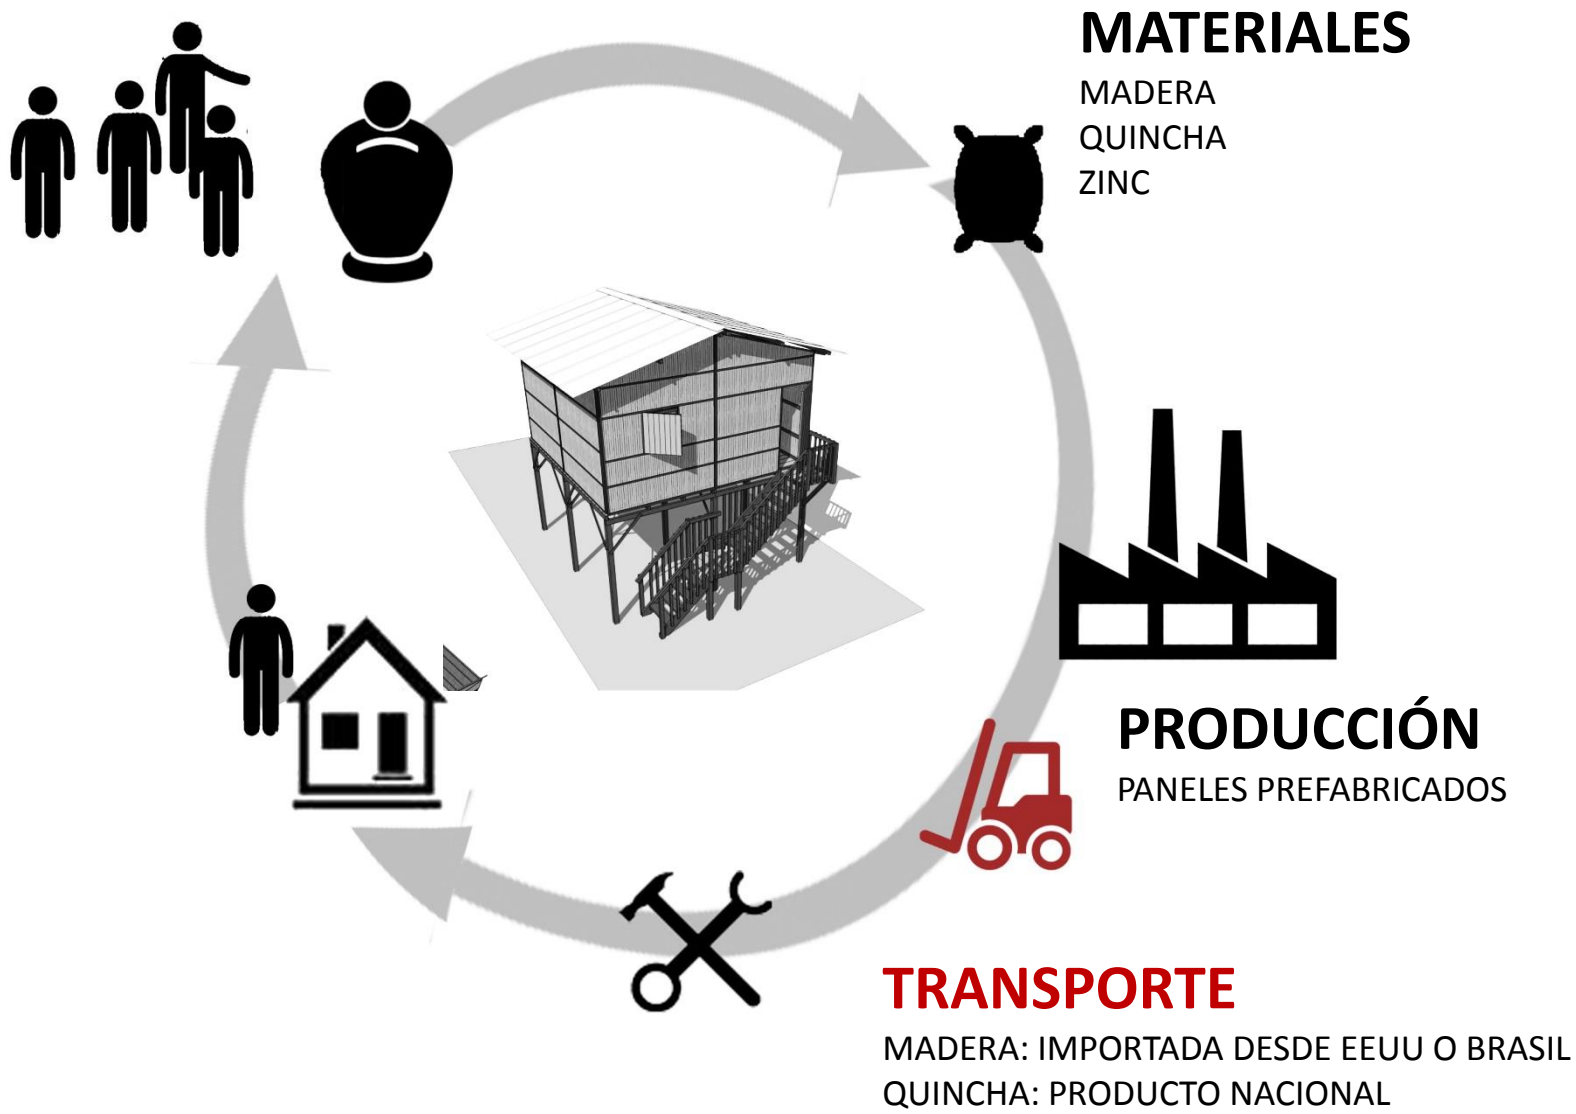 MATERIALES
MADERA
QUINCHA
ZINC
PRODUCCIÓN
PANELES PREFABRICADOS
TRANSPORTE
MADERA: IMPORTADA DESDE EEUU O BRASIL
QUINCHA: PRODUCTO NACIONAL